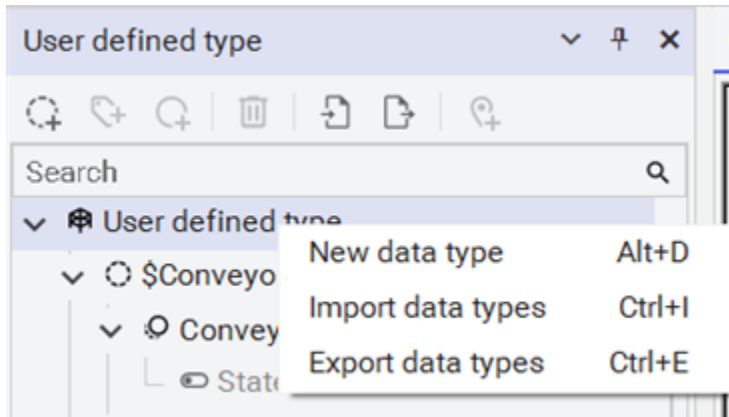 User defined type
Search
User defined type
New data type Alt+D
$Conveyo
Import data types Ctrl+I
Convey
Export data types Ctrl+E
State